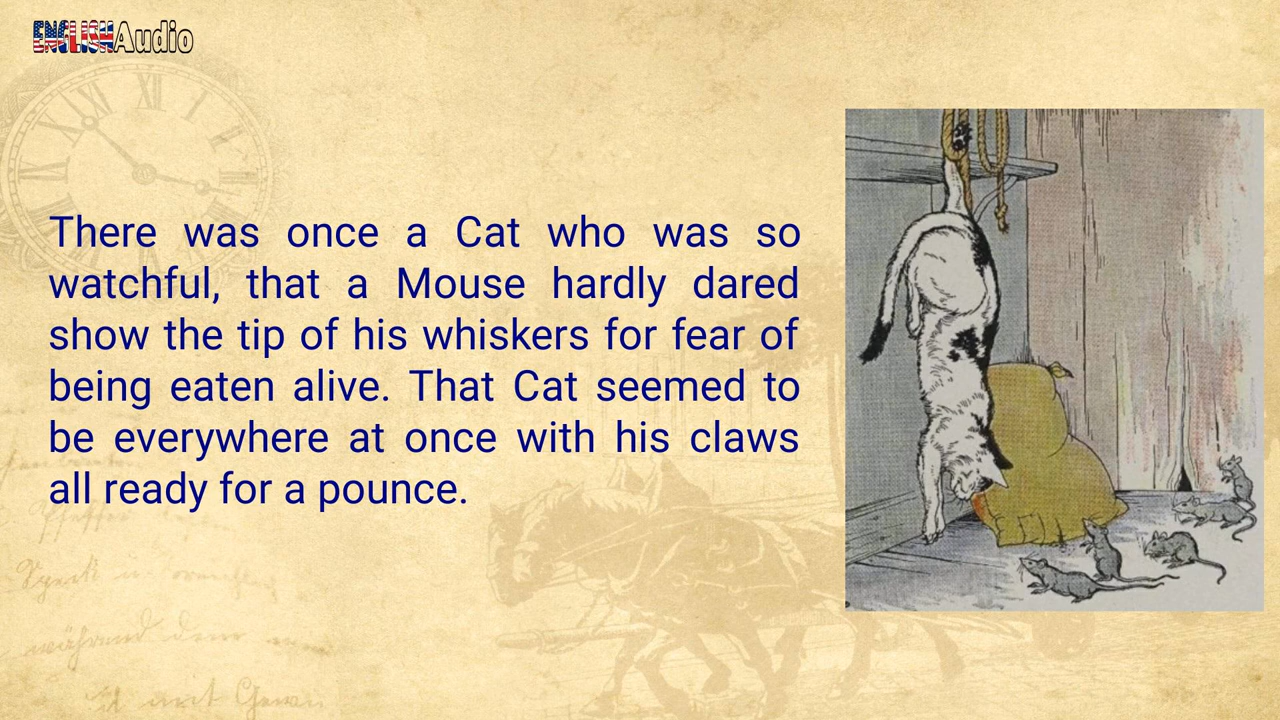 ENGLISHAudio
There was once a Cat who was so
watchful, that a Mouse hardly dared
show the tip of his whiskers for fear of
being eaten alive. That Cat seemed to
be everywhere at once with his claws
all ready for a pounce.